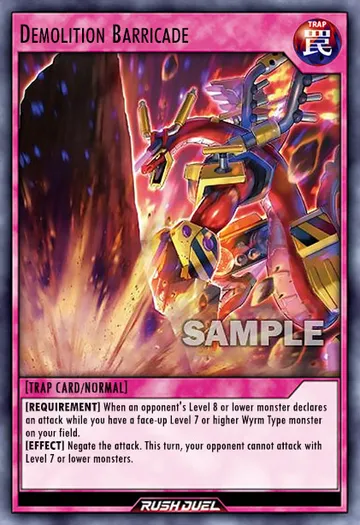 DEMOLITION BARRICADE
TRAP
罠
SAMPLE
[TRAP CARD/NORMAL]
[REQUIREMENT] When an opponent's Level 8 or lower monster declares
an attack while you have a face-up Level 7 or higher Wyrm Type monster
on your field.
[EFFECT] Negate the attack. This turn, your opponent cannot attack with
Level 7 or lower monsters.
RUSH DUEL